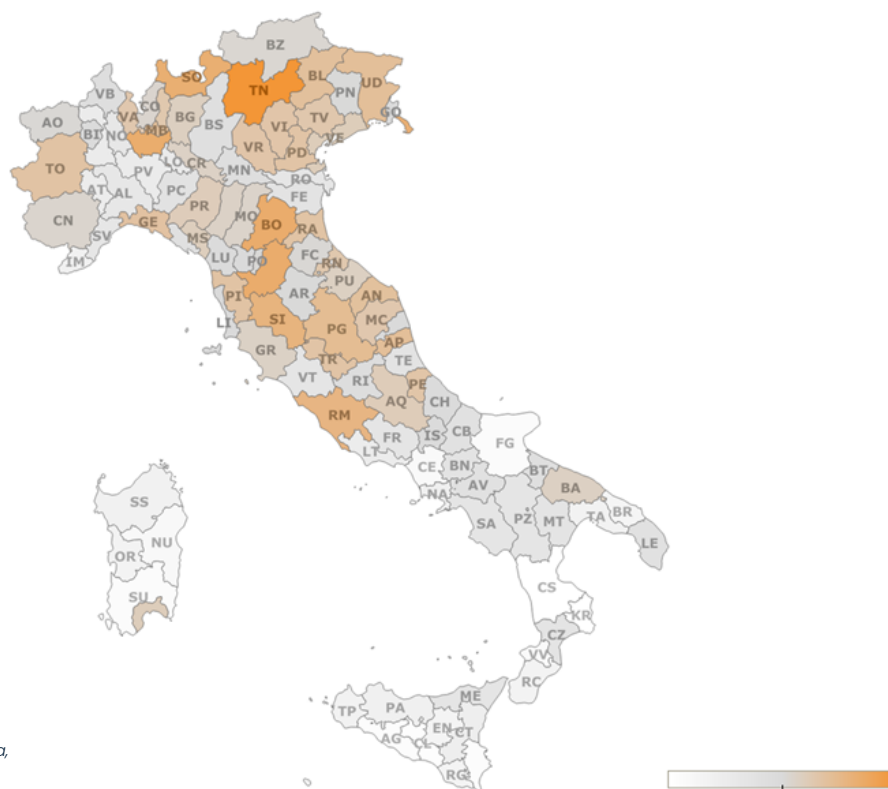 BZ
SO
TN
BL
UD
PN
VB
CO
VA
AO
BI
NO
MB
BG
BS
TV
GO
VI
VE
VR
PD
TO
LO
CR
PV
MN
RO
AT
AL
PC
FE
CN
SV
GE
PR
MO
BO
RA
MS
IM
LU
PO
FC
RN
PU
PI
AR
AN
LI
SI
PG
MC
AP
GR
TR
TE
VT
RI
PE
AQ
CH
RM
FR
IS
CB
LT
FG
CE
BN
BT
NA
AV
BA
SA
PZ
MT
TA
BR
LE
SS
NU
OR
SU
CS
KR
CZ
VV
RC
ME
TP
PA
AG
EN
CT
CL
RG
a,